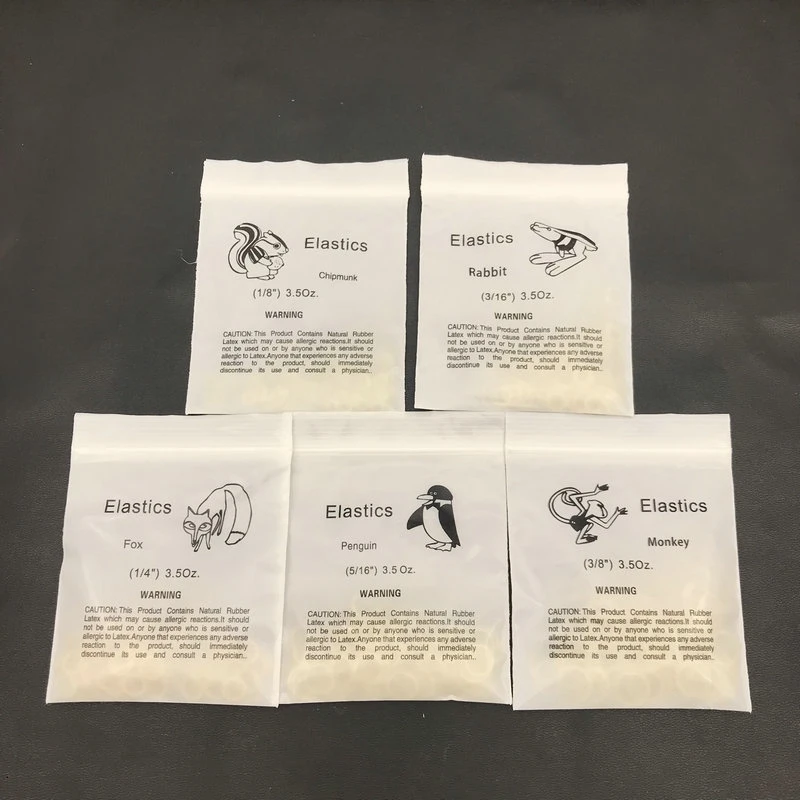 Elastics
Chipmunk
(1/8") 3.5Oz.
WARNING
CAUTION:This Product Contains Natural Rubber
Latex which may cause allergic reactions.It should
not be used on or by anyone who is sensitive or
allergic to Latex.Anyone that experiences any adverse
reaction to the product, should immediately
discontinue its use and consult a physician..
Elastics
Rabbit
(3/16") 3.5Oz.
WARNING
CAUTION:This Product Contains Natural Rubber
Latex which may cause allergic reactions.It should
not be used on or by anyone who is sensitive or
allergic to Latex.Anyone that experiences any adverse
reaction to the product, should immediately
discontinue its use and consult a physician..
Elastics
Fox
(1/4") 3.5Oz.
WARNING
CAUTION:This Product Contains Natural Rubber
Latex which may cause allergic reactions.It should
not be used on or by anyone who is sensitive or
allergic to Latex.Anyone that experiences any adverse
reaction to the product, should immediately
discontinue its use and consult a physician..
Elastics
Penguin
(5/16") 3.5 Oz.
WARNING
CAUTION:This Product Contains Natural Rubber
Latex which may cause allergic reactions.It should
not be used on or by anyone who is sensitive or
allergic to Latex.Anyone that experiences any adverse
reaction to the product, should immediately
discontinue its use and consult a physician..
Elastics
Monkey
(3/8") 3.5Oz.
WARNING
CAUTION:This Product Contains Natural Rubber
Latex which may cause allergic reactions.It should
not be used on or by anyone who is sensitive or
allergic to Latex.Anyone that experiences any adverse
reaction to the product, should immediately
discontinue its use and consult a physician..